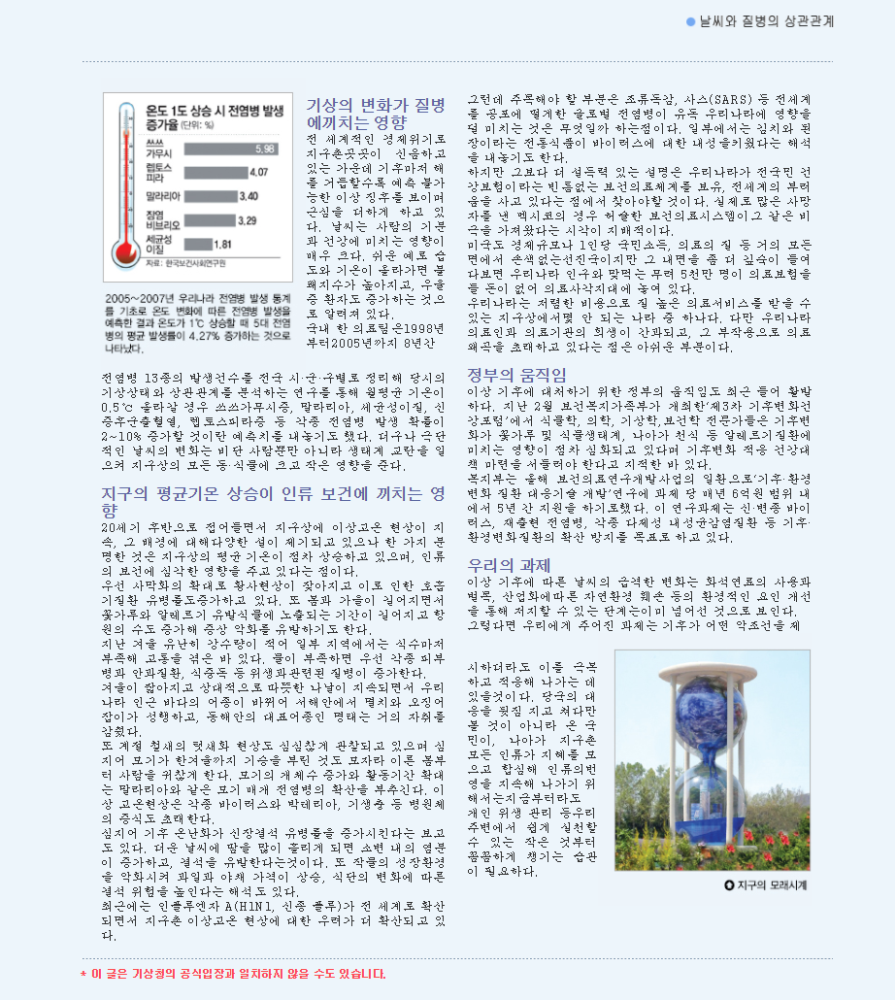 날씨와 질병의 상관관계
온도 1도 상승 시 전염병 발생
증가율 (단위: %)
쓰쓰
가무시
5.98
렙토스
피라
4.07
말라리아
3.40
장염
비브리오
3.29
세균성
이질
1.81
자료 : 한국보건사회연구원
2005~2007년 우리나라 전염병 발생 통계
를 기초로 온도 변화에 따른 전염병 발생을
예측한 결과 온도가 1℃ 상승할 때 5대 전염
병의 평균 발생률이 4.27% 증가하는 것으로
나타났다.
기상의 변화가 질병
에끼치는 영향
전 세계적인 경제위기로
지구촌곳곳이 신음하고
있는 가운데 기후마저 해
를 거듭할수록 예측 불가
능한 이상 징후를 보이며
근심을 더하게 하고 있
다. 날씨는 사람의 기분
과 건강에 미치는 영향이
매우 크다. 쉬운 예로 습
도와 기온이 올라가면 불
쾌지수가 높아지고, 우울
증 환자도 증가하는 것으
로 알려져 있다.
국내 한 의료팀은1998년
부터2005년까지 8년간
전염병 13종의 발생건수를 전국 시·군·구별로 정리해 당시의
기상상태와 상관관계를 분석하는 연구를 통해 월평균 기온이
0.5℃ 올라갈 경우 쓰쓰가무시증, 말라리아, 세균성이질, 신
증후군출혈열, 렙토스피라증 등 각종 전염병 발생 확률이
2~10% 증가할 것이란 예측치를 내놓기도 했다. 더구나 극단
적인 날씨의 변화는 비단 사람뿐만 아니라 생태계 교란을 일
으켜 지구상의 모든 동·식물에 크고 작은 영향을 준다.
지구의 평균기온 상승이 인류 보건에 끼치는 영
향
20세기 후반으로 접어들면서 지구상에 이상고온 현상이 지
속, 그 배경에 대해다양한 설이 제기되고 있으나 한 가지 분
명한 것은 지구상의 평균 기온이 점차 상승하고 있으며, 인류
의 보건에 심각한 영향을 주고 있다는 점이다.
우선 사막화의 확대로 황사현상이 잦아지고 이로 인한 호흡
기질환 유병률도증가하고 있다. 또 봄과 가을이 길어지면서
꽃가루와 알레르기 유발식물에 노출되는 기간이 길어지고 항
원의 수도 증가해 증상 악화를 유발하기도 한다.
지난 겨울 유난히 강수량이 적어 일부 지역에서는 식수마저
부족해 고통을 겪은 바 있다. 물이 부족하면 우선 각종 피부
병과 안과질환, 식중독 등 위생과관련된 질병이 증가한다.
겨울이 짧아지고 상대적으로 따뜻한 나날이 지속되면서 우리
나라 인근 바다의 어종이 바뀌어 서해안에서 멸치와 오징어
잡이가 성행하고, 동해안의 대표어종인 명태는 거의 자취를
감췄다.
또 계절 철새의 텃새화 현상도 심심찮게 관찰되고 있으며 심
지어 모기가 한겨울까지 기승을 부린 것도 모자라 이른 봄부
터 사람을 귀찮게 한다. 모기의 개체수 증가와 활동기간 확대
는 말라리아와 같은 모기 매개 전염병의 확산을 부추긴다. 이
상 고온현상은 각종 바이러스와 박테리아, 기생충 등 병원체
의 증식도 초래한다.
심지어 기후 온난화가 신장결석 유병률을 증가시킨다는 보고
도 있다. 더운 날씨에 땀을 많이 흘리게 되면 소변 내의 염분
이 증가하고, 결석을 유발한다는것이다. 또 작물의 성장환경
을 악화시켜 과일과 야채 가격이 상승, 식단의 변화에 따른
결석 위험을 높인다는 해석도 있다.
최근에는 인플루엔자 A(H1N1, 신종 플루)가 전 세계로 확산
되면서 지구촌 이상고온 현상에 대한 우려가 더 확산되고 있
다.
그런데 주목해야 할 부분은 조류독감, 사스(SARS) 등 전세계
를 공포에 떨게한 글로벌 전염병이 유독 우리나라에 영향을
덜 미치는 것은 무엇일까 하는점이다. 일부에서는 김치와 된
장이라는 전통식품이 바이러스에 대한 내성을키웠다는 해석
을 내놓기도 한다.
하지만 그보다 더 설득력 있는 설명은 우리나라가 전국민 건
강보험이라는 빈틈없는 보건의료체계를 보유, 전세계의 부러
움을 사고 있다는 점에서 찾아야할 것이다. 실제로 많은 사망
자를 낸 멕시코의 경우 허술한 보건의료시스템이그 같은 비
극을 가져왔다는 시각이 지배적이다.
미국도 경제규모나 1인당 국민소득, 의료의 질 등 거의 모든
면에서 손색없는선진국이지만 그 내면을 좀 더 깊숙이 들여
다보면 우리나라 인구와 맞먹는 무려 5천만 명이 의료보험을
들 돈이 없어 의료사각지대에 놓여 있다.
우리나라는 저렴한 비용으로 질 높은 의료서비스를 받을 수
있는 지구상에서몇 안 되는 나라 중 하나다. 다만 우리나라
의료인과 의료기관의 희생이 간과되고, 그 부작용으로 의료
왜곡을 초래하고 있다는 점은 아쉬운 부분이다.
정부의 움직임
이상 기후에 대처하기 위한 정부의 움직임도 최근 들어 활발
하다. 지난 2월 보건복지가족부가 개최한‘제3차 기후변화건
강포럼’에서 식물학, 의학, 기상학,보건학 전문가들은 기후변
화가 꽃가루 및 식물생태계, 나아가 천식 등 알레르기질환에
미치는 영향이 점차 심화되고 있다며 기후변화 적응 건강대
책 마련을 서둘러야 한다고 지적한 바 있다.
복지부는 올해 보건의료연구개발사업의 일환으로‘기후·환경
변화 질환 대응기술 개발’연구에 과제 당 매년 6억원 범위 내
에서 5년 간 지원을 하기로했다. 이 연구과제는 신·변종 바이
러스, 재출현 전염병, 각종 다제성 내성균감염질환 등 기후·
환경변화질환의 확산 방지를 목표로 하고 있다.
우리의 과제
이상 기후에 따른 날씨의 급격한 변화는 화석연료의 사용과
벌목, 산업화에따른 자연환경 훼손 등의 환경적인 요인 개선
을 통해 저지할 수 있는 단계는이미 넘어선 것으로 보인다.
그렇다면 우리에게 주어진 과제는 기후가 어떤 악조건을 제
시하더라도 이를 극복
하고 적응해 나가는 데
있을것이다. 당국의 대
응을 뒷짐 지고 쳐다만
볼 것이 아니라 온 국
민이, 나아가 지구촌
모든 인류가 지혜를 모
으고 합심해 인류의번
영을 지속해 나가기 위
해서는지금부터라도
개인 위생 관리 등우리
주변에서 쉽게 실천할
수 있는 작은 것부터
꼼꼼하게 챙기는 습관
이 필요하다.
지구의 모래시계
* 이 글은 기상청의 공식입장과 일치하지 않을 수도 있습니다.